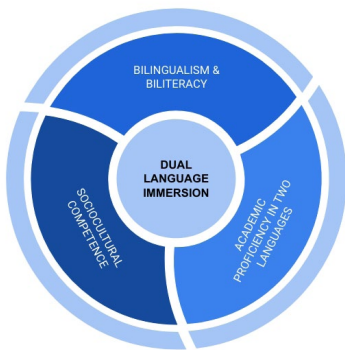 BILINGUALISM &
BILITERACY
DUAL
LANGUAGE
IMMERSION
SOCIOCULTURAL
COMPETENCE
ACADEMIC
PROFICIENCY IN TWO
LANGUAGES